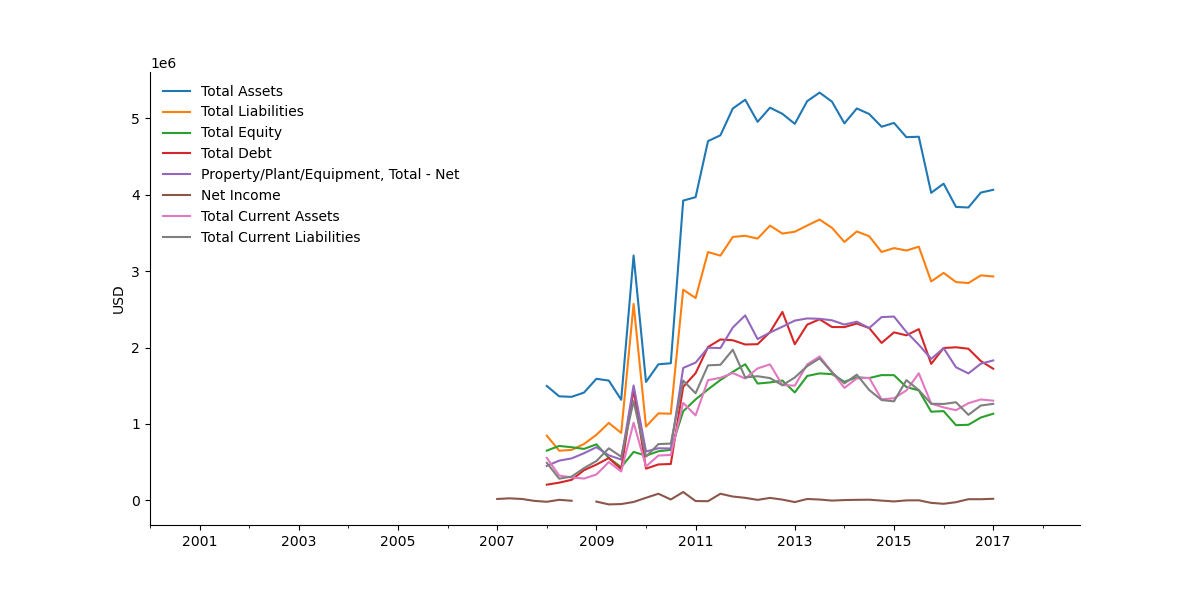 1e6
Total Assets
Total Liabilities
Total Equity
Total Debt
Property/Plant/Equipment, Total - Net
Net Income
Total Current Assets
Total Current Liabilities
5
4
3
2
1
0
USD
2001 2003 2005 2007 2009 2011 2013 2015 2017